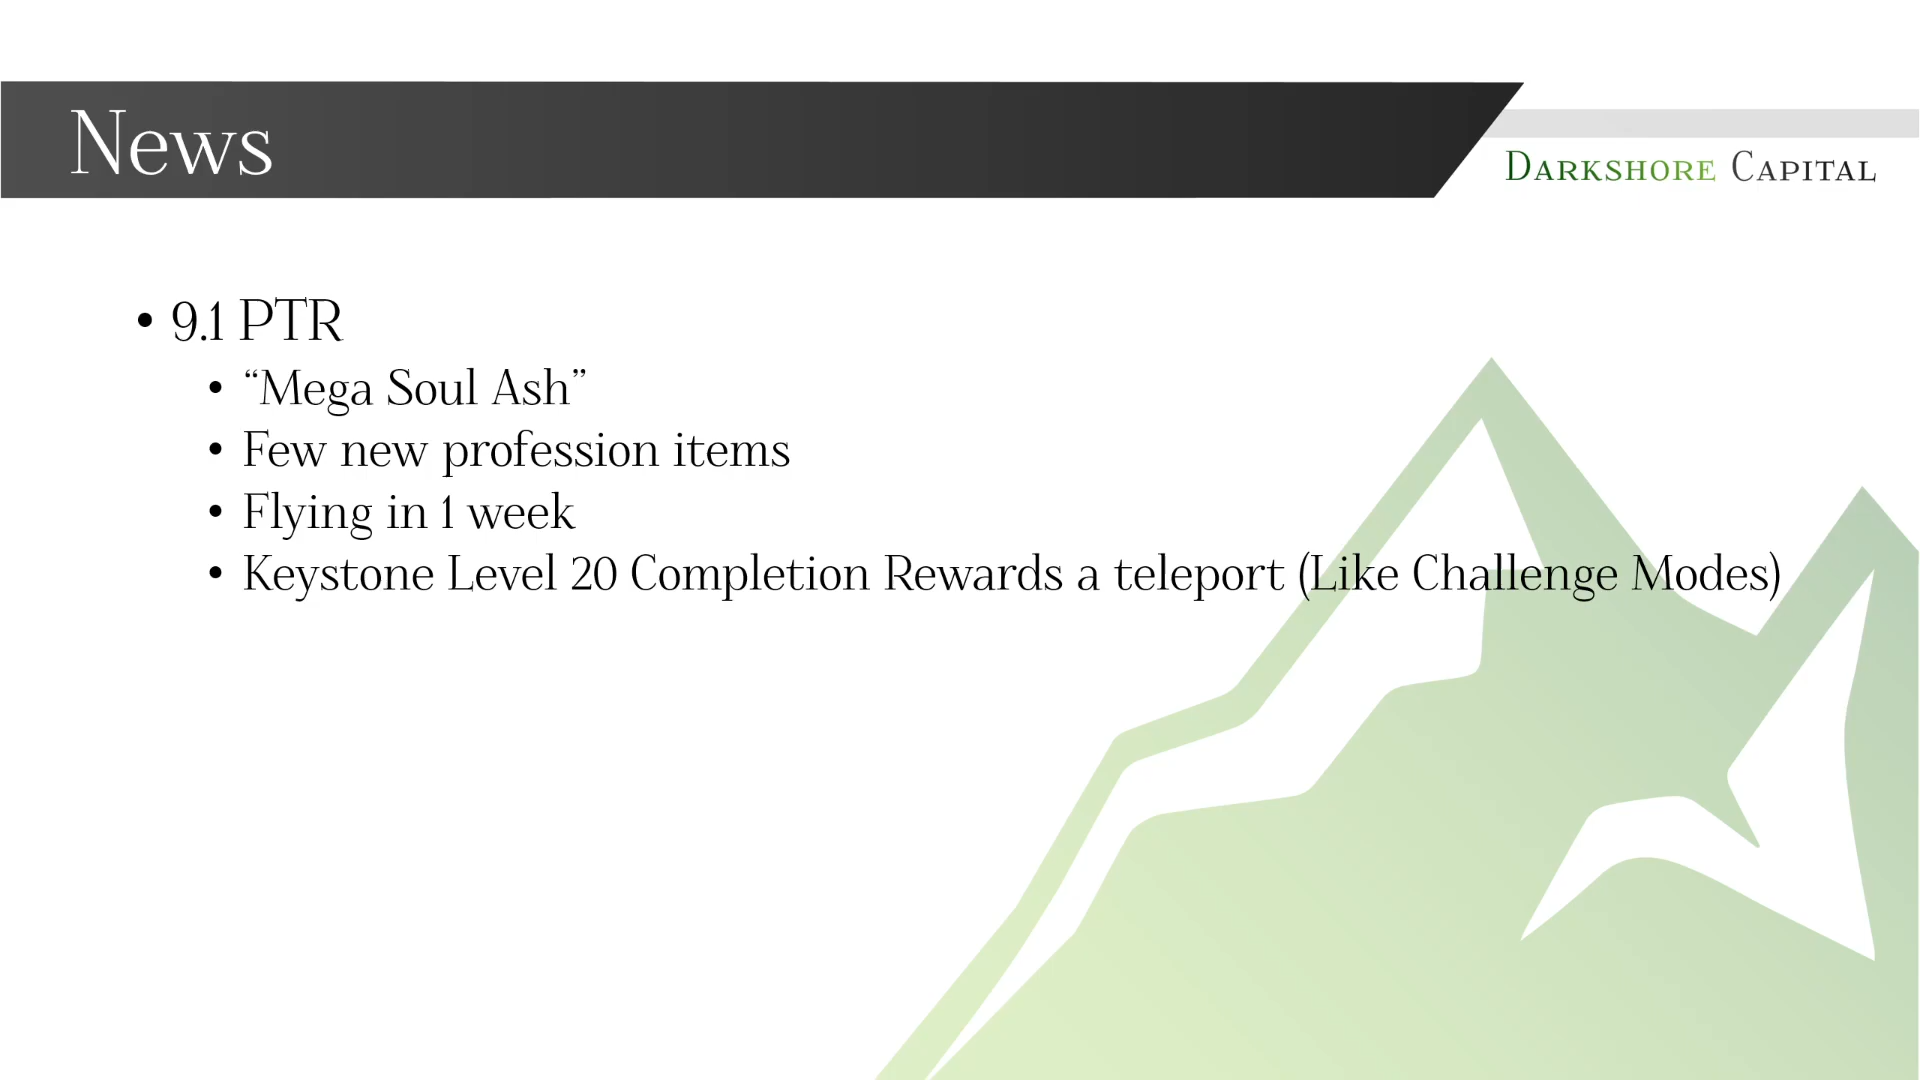 News
Darkshore Capital
• 9.1 PTR
• “Mega Soul Ash”
• Few new profession items
• Flying in 1 week
• Keystone Level 20 Completion Rewards a teleport (Like Challenge Modes)